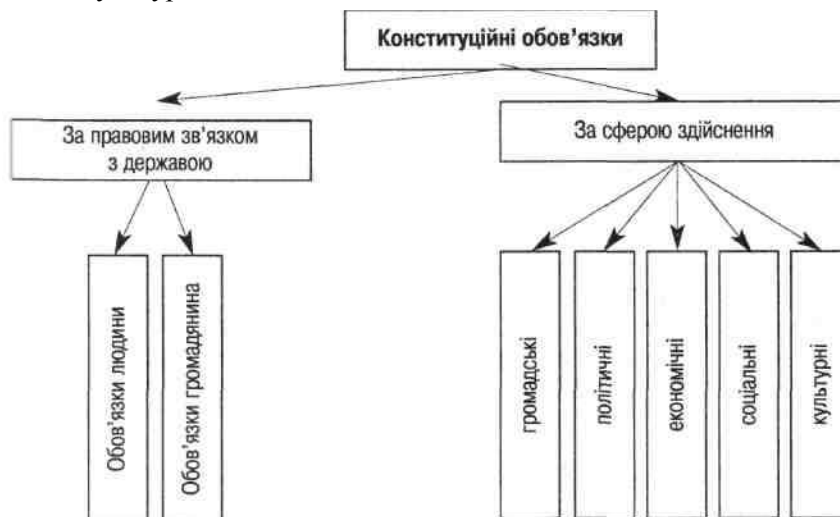 Конституційні обов’язки
За правовим зв’язком
з державою
За сферою здійснення
Обов’язки людини
Обов’язки громадянина
громадські
політичні
економічні
соціальні
культурні